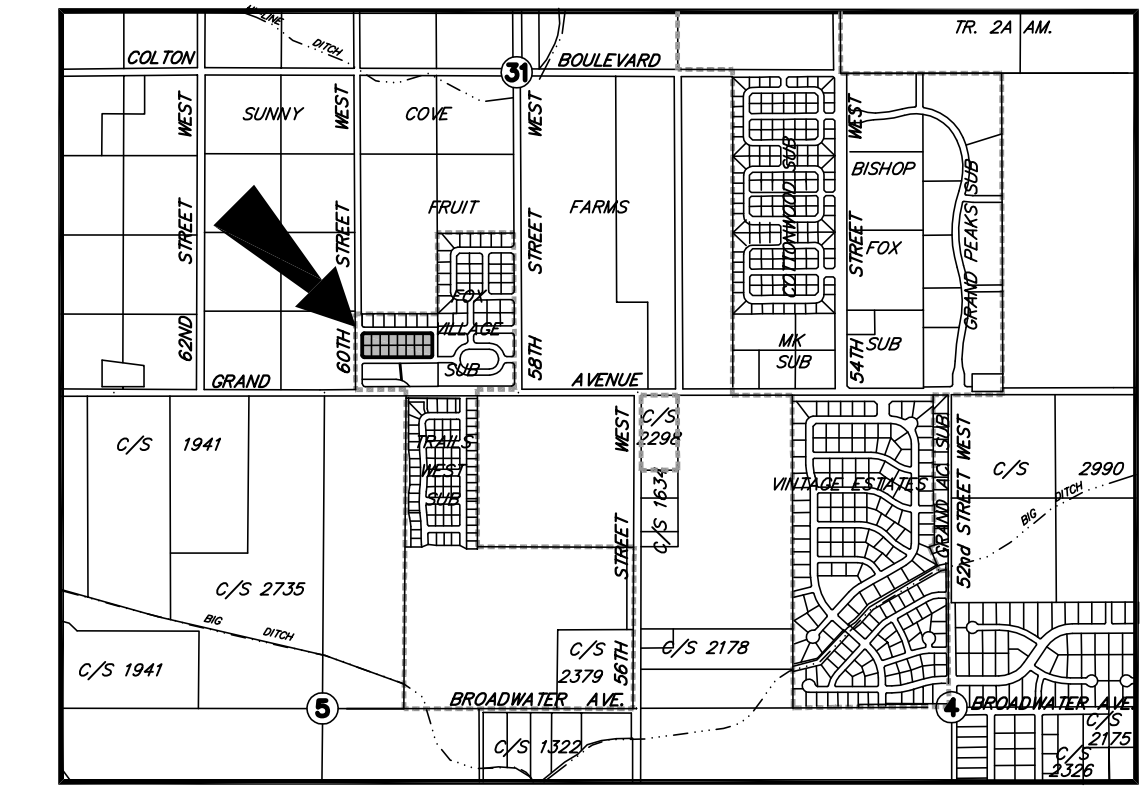 TR. 2A AM.
HI-LINE
DITCH
COLTON
BOULEVARD
31
WEST
SUNNY
WEST
COVE
WEST
WEST
BISHOP
COTTONWOOD SUB
GRAND PEAKS SUB
FRUIT
FARMS
STREET
STREET
STREET
STREET
FOX
FOX
VILLAGE
SUB
62ND
60TH
58TH
MK
SUB
54TH
SUB
GRAND
AVENUE
C/S
2298
WEST
C/S 1941
TRAILS
WEST
SUB
C/S 1634
VINTAGE ESTATES
GRAND AC SUB
52nd STREET WEST
C/S 2990
BIG
DITCH
STREET
C/S 2735
BIG
DITCH
C/S 1941
C/S
2379
56TH
C/S 2178
5
BROADWATER AVE.
4
BROADWATER AVE.
C/S
2175
C/S 1322
C/S
2326